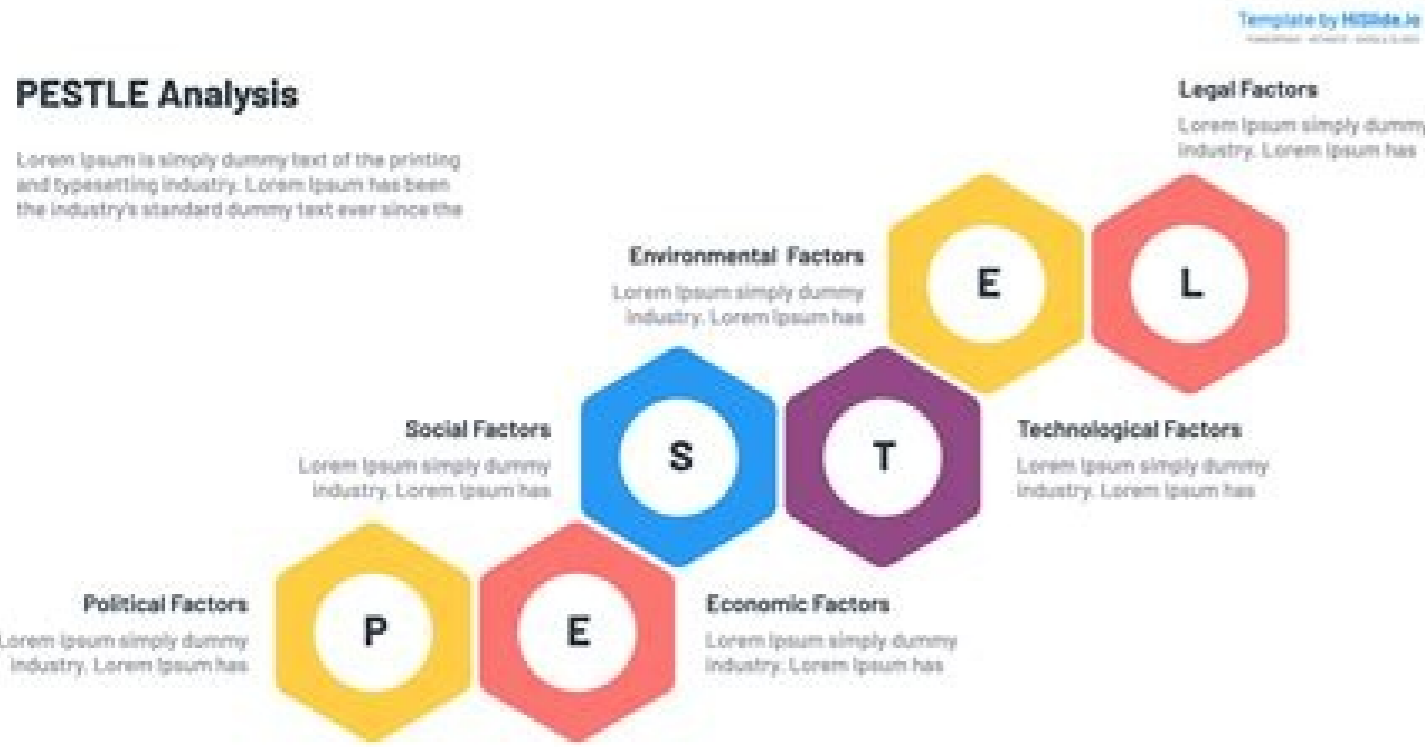 Template by HiSlide.io
PESTLE Analysis
Lorem Ipsum is simply dummy text of the printing
and typesetting industry. Lorem Ipsum has been
the industry's standard dummy text ever since the
Legal Factors
Lorem Ipsum simply dummy
industry. Lorem Ipsum has
E
L
Environmental Factors
Lorem Ipsum simply dummy
industry. Lorem Ipsum has
S
T
Social Factors
Lorem Ipsum simply dummy
industry. Lorem Ipsum has
Technological Factors
Lorem Ipsum simply dummy
industry. Lorem Ipsum has
P
E
Political Factors
Lorem Ipsum simply dummy
industry. Lorem Ipsum has
Economic Factors
Lorem Ipsum simply dummy
industry. Lorem Ipsum has